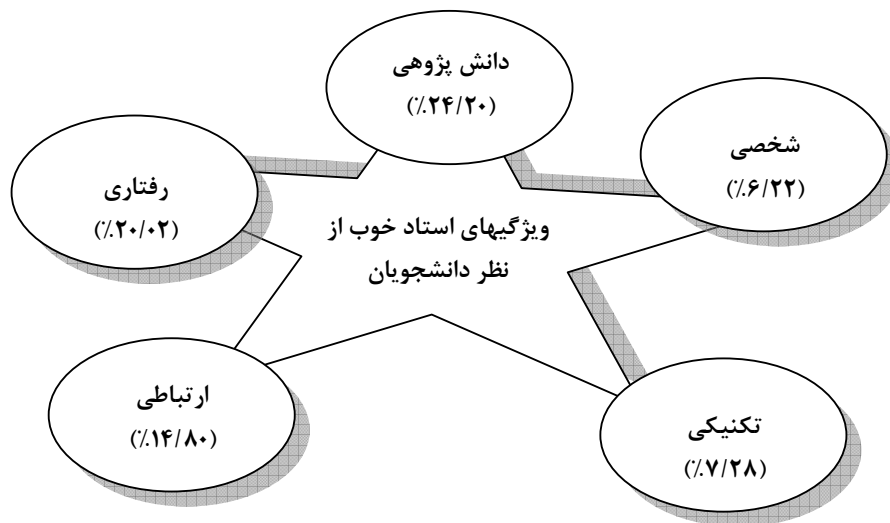 دانش پژوهی
(٪۲۴/۲۰)
شخصی
(٪۶/۲۲)
رفتاری
(٪۲۰/۰۲)
ویژگیهای استاد خوب از
نظر دانشجویان
ارتباطی
(٪۱۴/۸۰)
تکنیکی
(٪۷/۲۸)